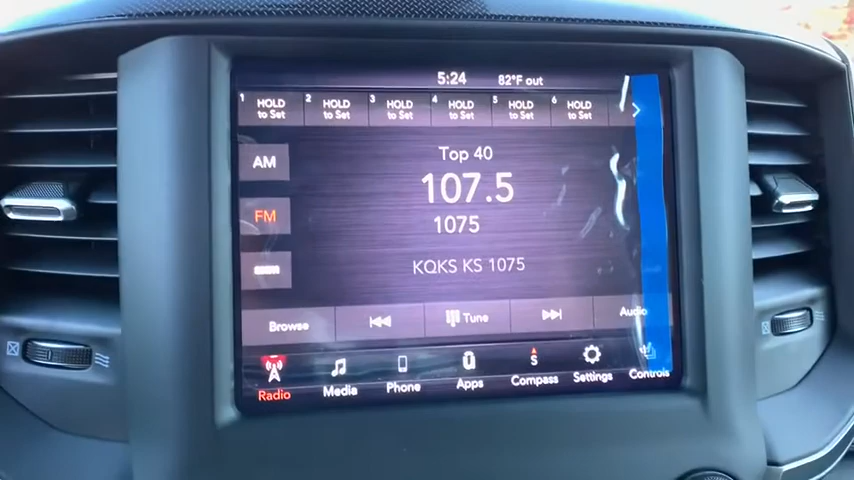 5:24 82°F out
1 HOLD to Set 2 HOLD to Set 3 HOLD to Set 4 HOLD to Set 5 HOLD to Set 6 HOLD to Set
AM
Top 40
107.5
FM
1075
KQKS KS 1075
Browse Tune Audio
Radio Media Phone Apps S Compass Settings Controls